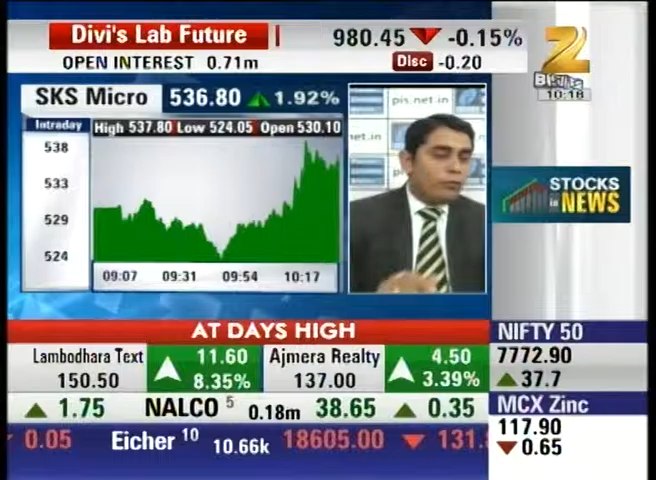 Divi's Lab Future
980.45 -0.15%
OPEN INTEREST 0.71m
Disc -0.20
Z
10:18
SKS Micro 536.80 1.92%
Intraday High 537.80 Low 524.05 Open 530.10
538
533
529
524
09:07 09:31 09:54 10:17
pis.net.in
net.in
STOCKS
in NEWS
AT DAYS HIGH
Lambodhara Text 11.60 Ajmera Realty 4.50
150.50 8.35% 137.00 3.39%
1.75 NALCO 5 0.18m 38.65 0.35
0.05 Eicher 10 10.66k 18605.00 131.
NIFTY 50
7772.90
37.7
MCX Zinc
117.90
0.65